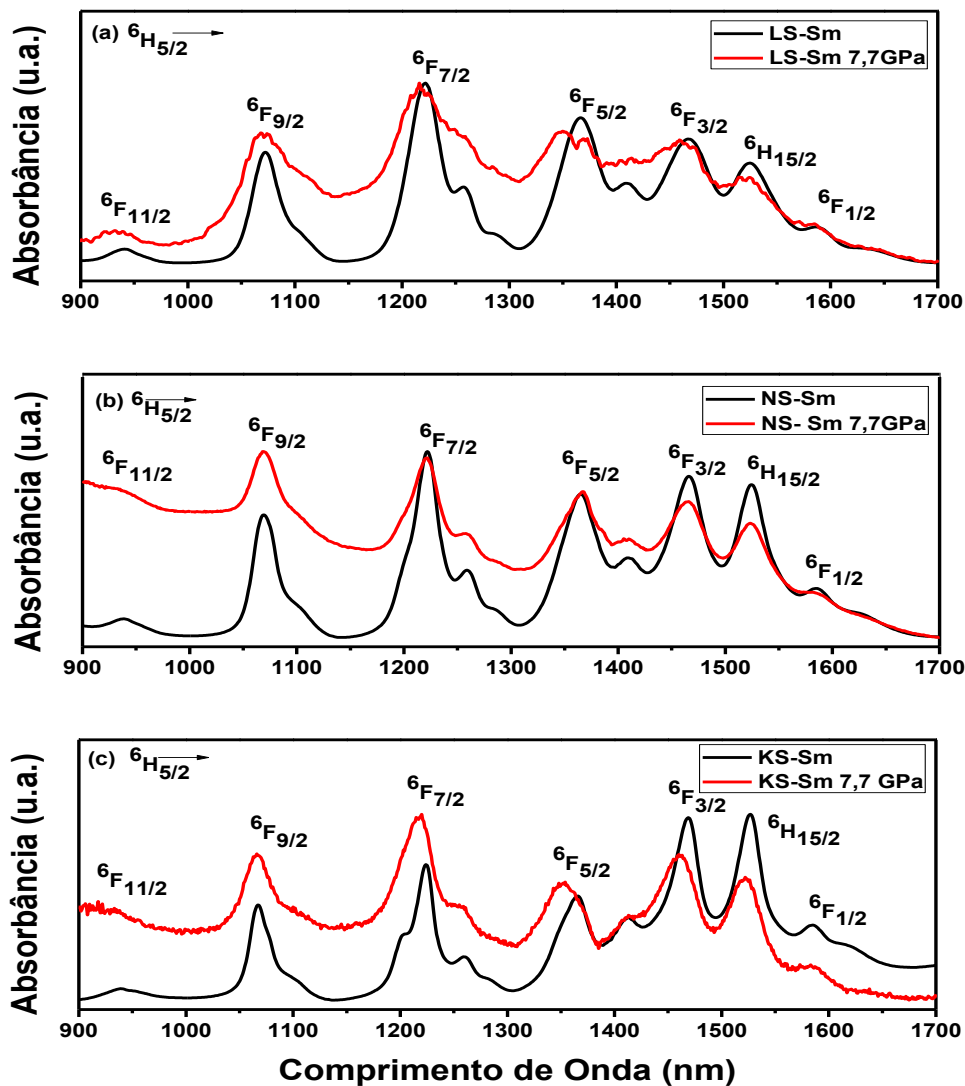 (a) ⁶H₅/₂
LS-Sm
LS-Sm 7,7GPa
⁶F₁₁/₂
⁶F₉/₂
⁶F₇/₂
⁶F₅/₂
⁶F₃/₂
⁶H₁₅/₂
⁶F₁/₂
Absorbância (u.a.)
900 1000 1100 1200 1300 1400 1500 1600 1700
(b) ⁶H₅/₂
NS-Sm
NS- Sm 7,7GPa
⁶F₁₁/₂
⁶F₉/₂
⁶F₇/₂
⁶F₅/₂
⁶F₃/₂
⁶H₁₅/₂
⁶F₁/₂
Absorbância (u.a.)
900 1000 1100 1200 1300 1400 1500 1600 1700
(c) ⁶H₅/₂
KS-Sm
KS-Sm 7,7 GPa
⁶F₁₁/₂
⁶F₉/₂
⁶F₇/₂
⁶F₅/₂
⁶F₃/₂
⁶H₁₅/₂
⁶F₁/₂
Absorbância (u.a.)
900 1000 1100 1200 1300 1400 1500 1600 1700
Comprimento de Onda (nm)